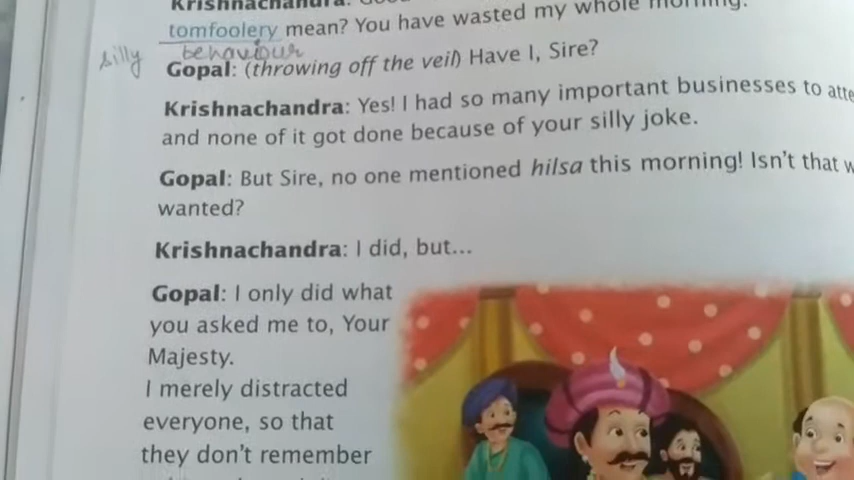 Krishnachandra:
tomfoolery mean? You have wasted my whole morning.
silly behaviour
Gopal: (throwing off the veil) Have I, Sire?
Krishnachandra: Yes! I had so many important businesses to atte
and none of it got done because of your silly joke.
Gopal: But Sire, no one mentioned hilsa this morning! Isn't that w
wanted?
Krishnachandra: I did, but...
Gopal: I only did what
you asked me to, Your
Majesty.
I merely distracted
everyone, so that
they don't remember